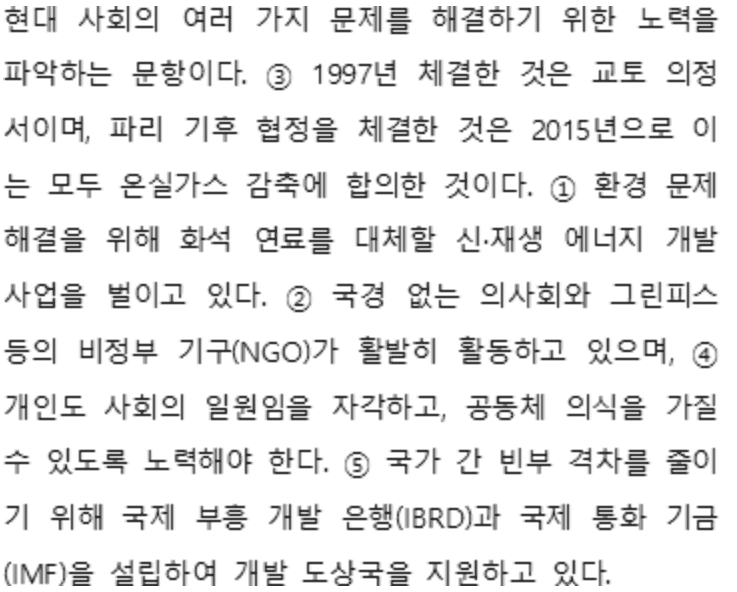 현대 사회의 여러 가지 문제를 해결하기 위한 노력을
파악하는 문항이다. ③ 1997년 체결한 것은 교토 의정
서이며, 파리 기후 협정을 체결한 것은 2015년으로 이
는 모두 온실가스 감축에 합의한 것이다. ① 환경 문제
해결을 위해 화석 연료를 대체할 신·재생 에너지 개발
사업을 벌이고 있다. ② 국경 없는 의사회와 그린피스
등의 비정부 기구(NGO)가 활발히 활동하고 있으며, ④
개인도 사회의 일원임을 자각하고, 공동체 의식을 가질
수 있도록 노력해야 한다. ⑤ 국가 간 빈부 격차를 줄이
기 위해 국제 부흥 개발 은행(IBRD)과 국제 통화 기금
(IMF)을 설립하여 개발 도상국을 지원하고 있다.